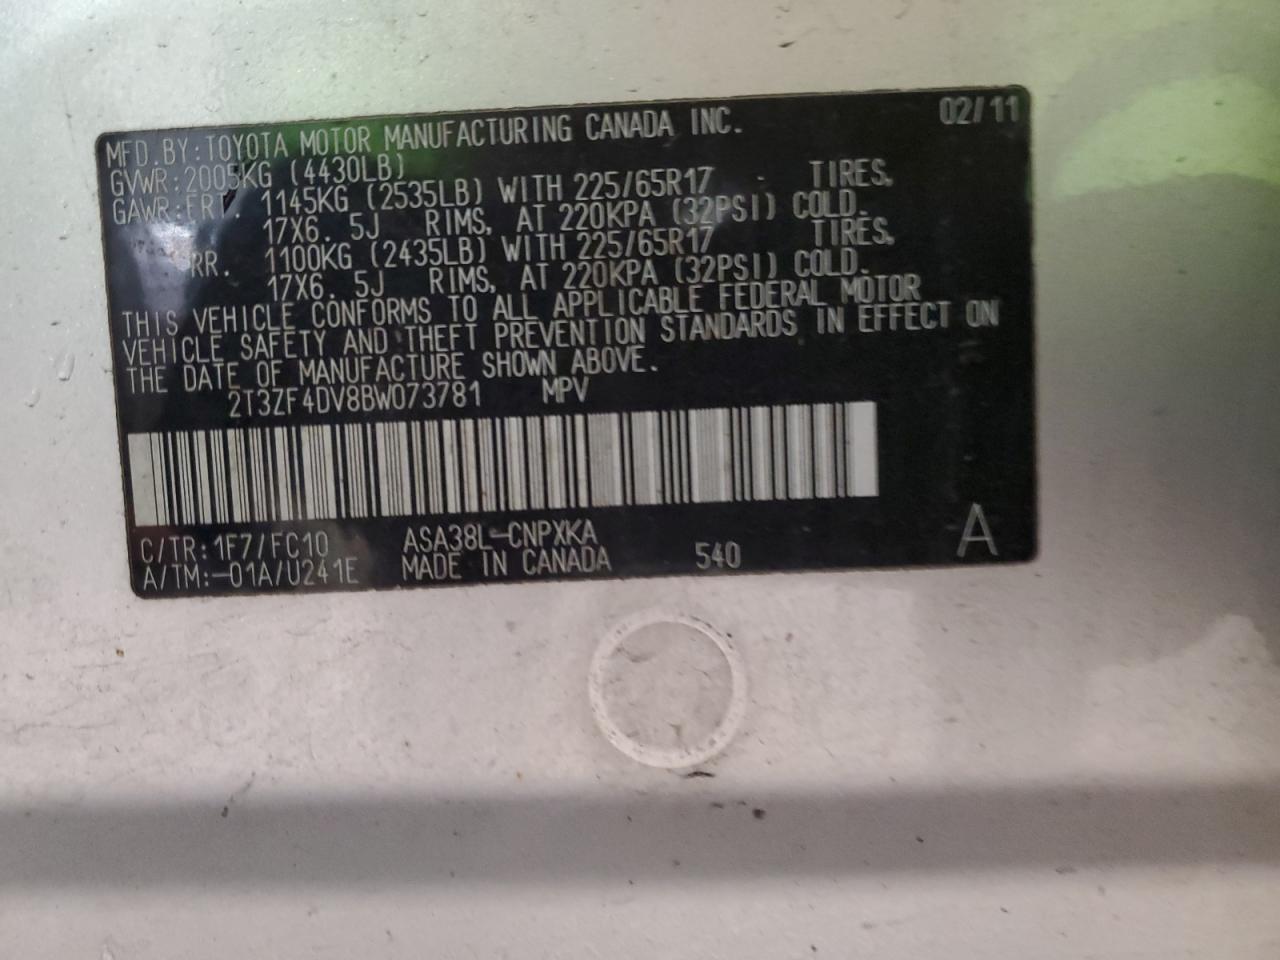 MFD.BY:TOYOTA MOTOR MANUFACTURING CANADA INC. 02/11
GVWR:2005KG (4430LB)
GAWR:FRT. 1145KG (2535LB) WITH 225/65R17 - TIRES,
17X6.5J RIMS, AT 220KPA (32PSI) COLD.
RR. 1100KG (2435LB) WITH 225/65R17 TIRES,
17X6.5J RIMS, AT 220KPA (32PSI) COLD.
THIS VEHICLE CONFORMS TO ALL APPLICABLE FEDERAL MOTOR
VEHICLE SAFETY AND THEFT PREVENTION STANDARDS IN EFFECT ON
THE DATE OF MANUFACTURE SHOWN ABOVE.
2T3ZF4DV8BW073781 MPV
C/TR:1F7/FC10 ASA38L-CNPXKA
A/TM:-01A/U241E MADE IN CANADA 540 A